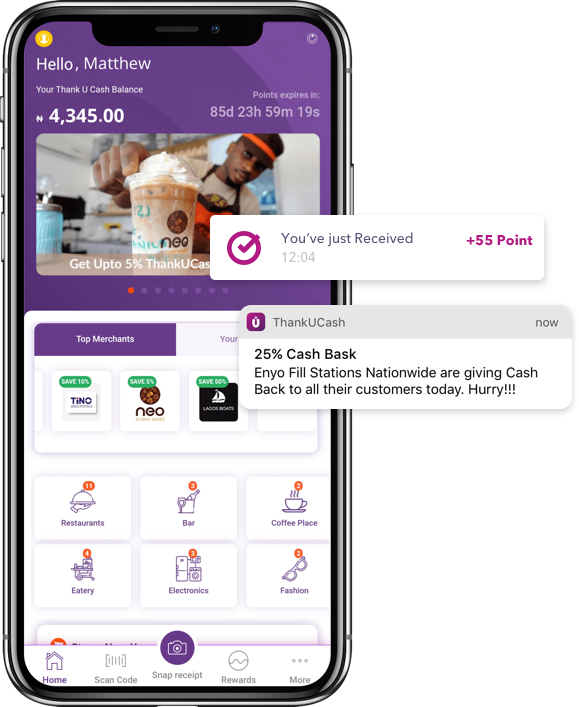 Hello, Matthew
Your Thank U Cash Balance
Points expires in:
₦ 4,345.00
85d 23h 59m 19s
neo
Get Upto 5% ThankUCas
You've just Received
+55 Point
12:04
ThankUCash
now
25% Cash Bask
Enyo Fill Stations Nationwide are giving Cash
Back to all their customers today. Hurry!!!
Top Merchants
Your
SAVE 10%
SAVE 5%
SAVE 50%
TiNO
electronics
neo
LAGOS BOATS
11
3
2
Restaurants
Bar
Coffee Place
4
3
2
Eatery
Electronics
Fashion
Home
Scan Code
Snap receipt
Rewards
More